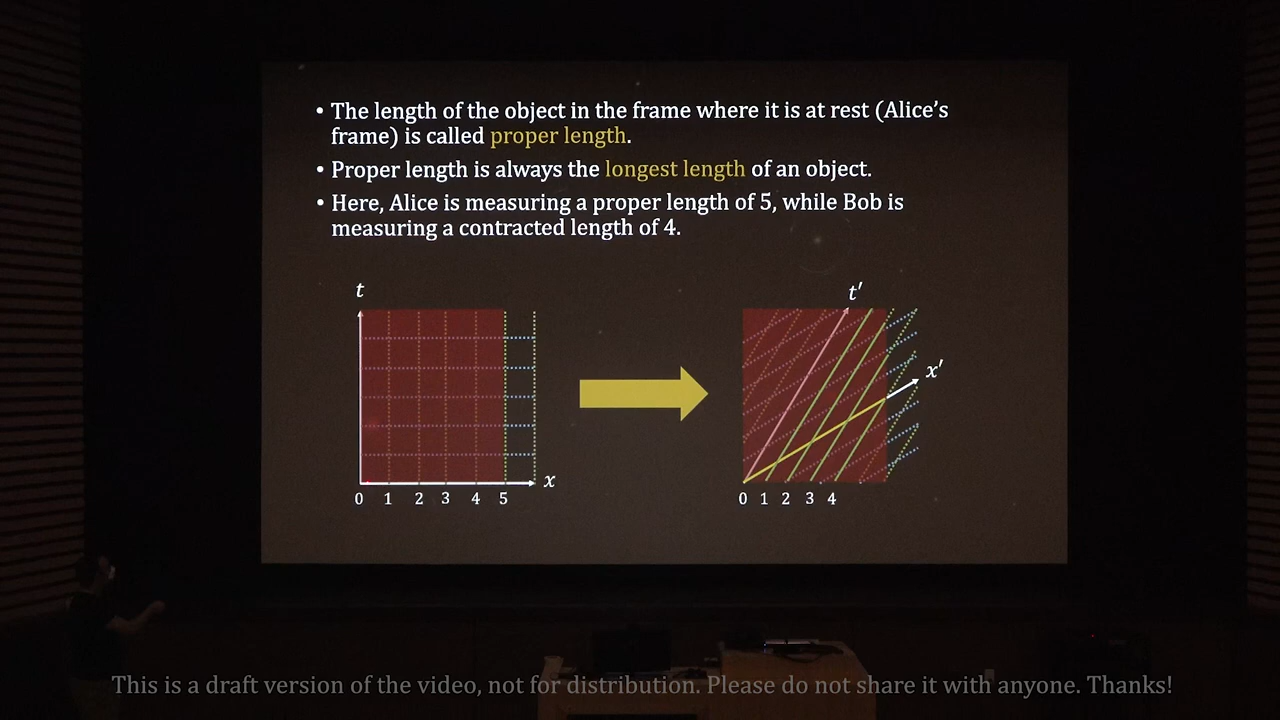 • The length of the object in the frame where it is at rest (Alice's
frame) is called proper length.
• Proper length is always the longest length of an object.
• Here, Alice is measuring a proper length of 5, while Bob is
measuring a contracted length of 4.
t
t′
x′
x
0 1 2 3 4 5
0 1 2 3 4
This is a draft version of the video, not for distribution. Please do not share it with anyone. Thanks!